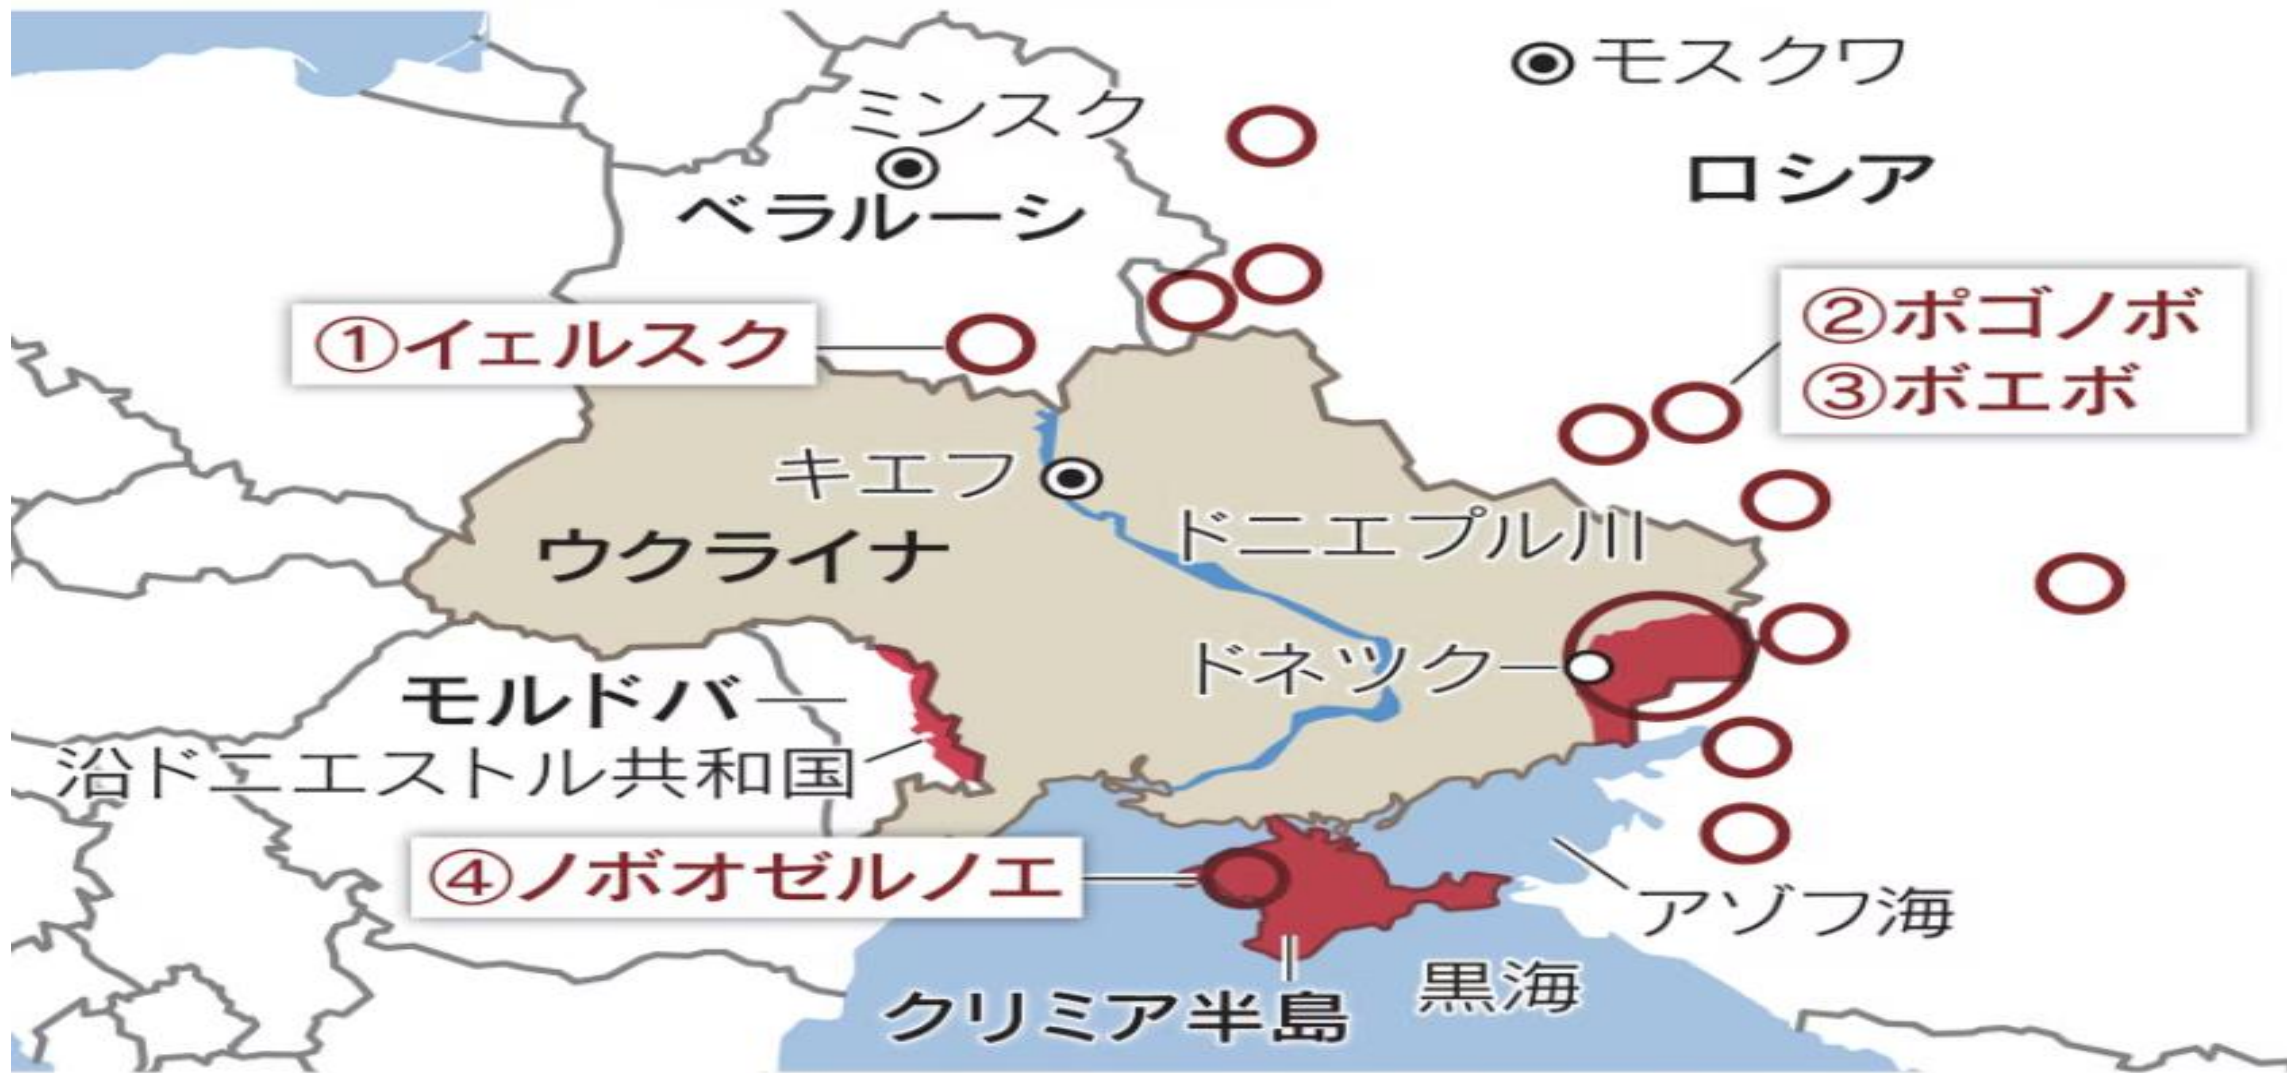 モスクワ
ミンスク
ロシア
ベラルーシ
①イェルスク
②ポゴノボ
③ボエボ
キエフ
ドニエプル川
ウクライナ
ドネツク
モルドバ
沿ドニエストル共和国
④ノボオゼルノエ
アゾフ海
黒海
クリミア半島